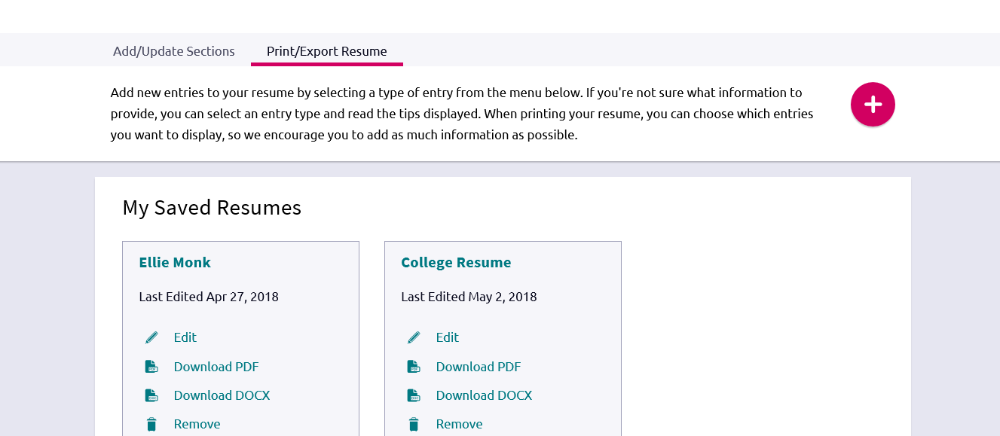 Add/Update Sections
Print/Export Resume
Add new entries to your resume by selecting a type of entry from the menu below. If you're not sure what information to
provide, you can select an entry type and read the tips displayed. When printing your resume, you can choose which entries
you want to display, so we encourage you to add as much information as possible.
My Saved Resumes
Ellie Monk
Last Edited Apr 27, 2018
Edit
PDF
Download PDF
DOC
Download DOCX
Remove
College Resume
Last Edited May 2, 2018
Edit
PDF
Download PDF
DOC
Download DOCX
Remove